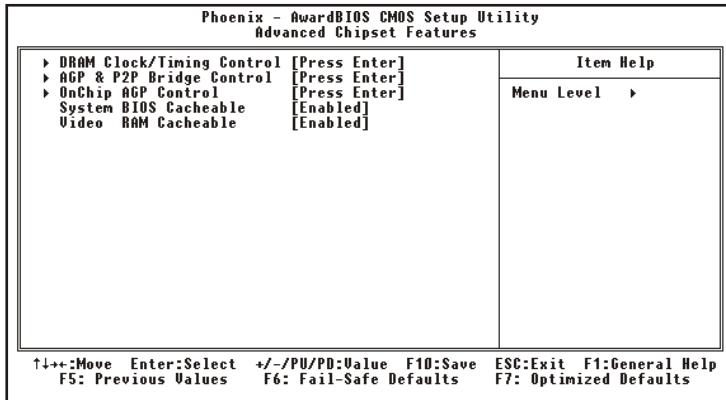 Phoenix - AwardBIOS CMOS Setup Utility
Advanced Chipset Features
▸ DRAM Clock/Timing Control [Press Enter]
▸ AGP & P2P Bridge Control [Press Enter]
▸ OnChip AGP Control [Press Enter]
System BIOS Cacheable [Enabled]
Video RAM Cacheable [Enabled]
Item Help
Menu Level ▸
↑↓→←:Move Enter:Select +/-/PU/PD:Value F10:Save ESC:Exit F1:General Help
F5: Previous Values F6: Fail-Safe Defaults F7: Optimized Defaults